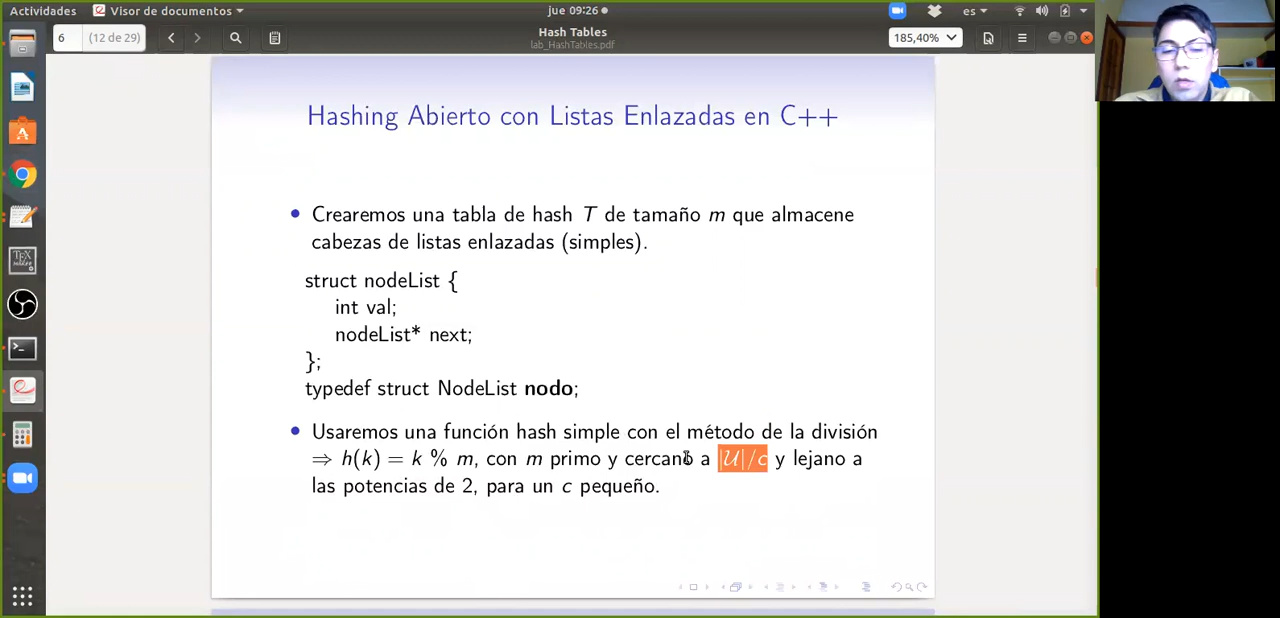 Actividades
Visor de documentos
jue 09:26
es
6
(12 de 29)
Hash Tables
lab_HashTables.pdf
185,40%
Hashing Abierto con Listas Enlazadas en C++
• Crearemos una tabla de hash T de tamaño m que almacene
cabezas de listas enlazadas (simples).
struct nodeList {
int val;
nodeList* next;
};
typedef struct NodeList nodo;
• Usaremos una función hash simple con el método de la división
⇒ h(k) = k % m, con m primo y cercano a |U|/c y lejano a
las potencias de 2, para un c pequeño.